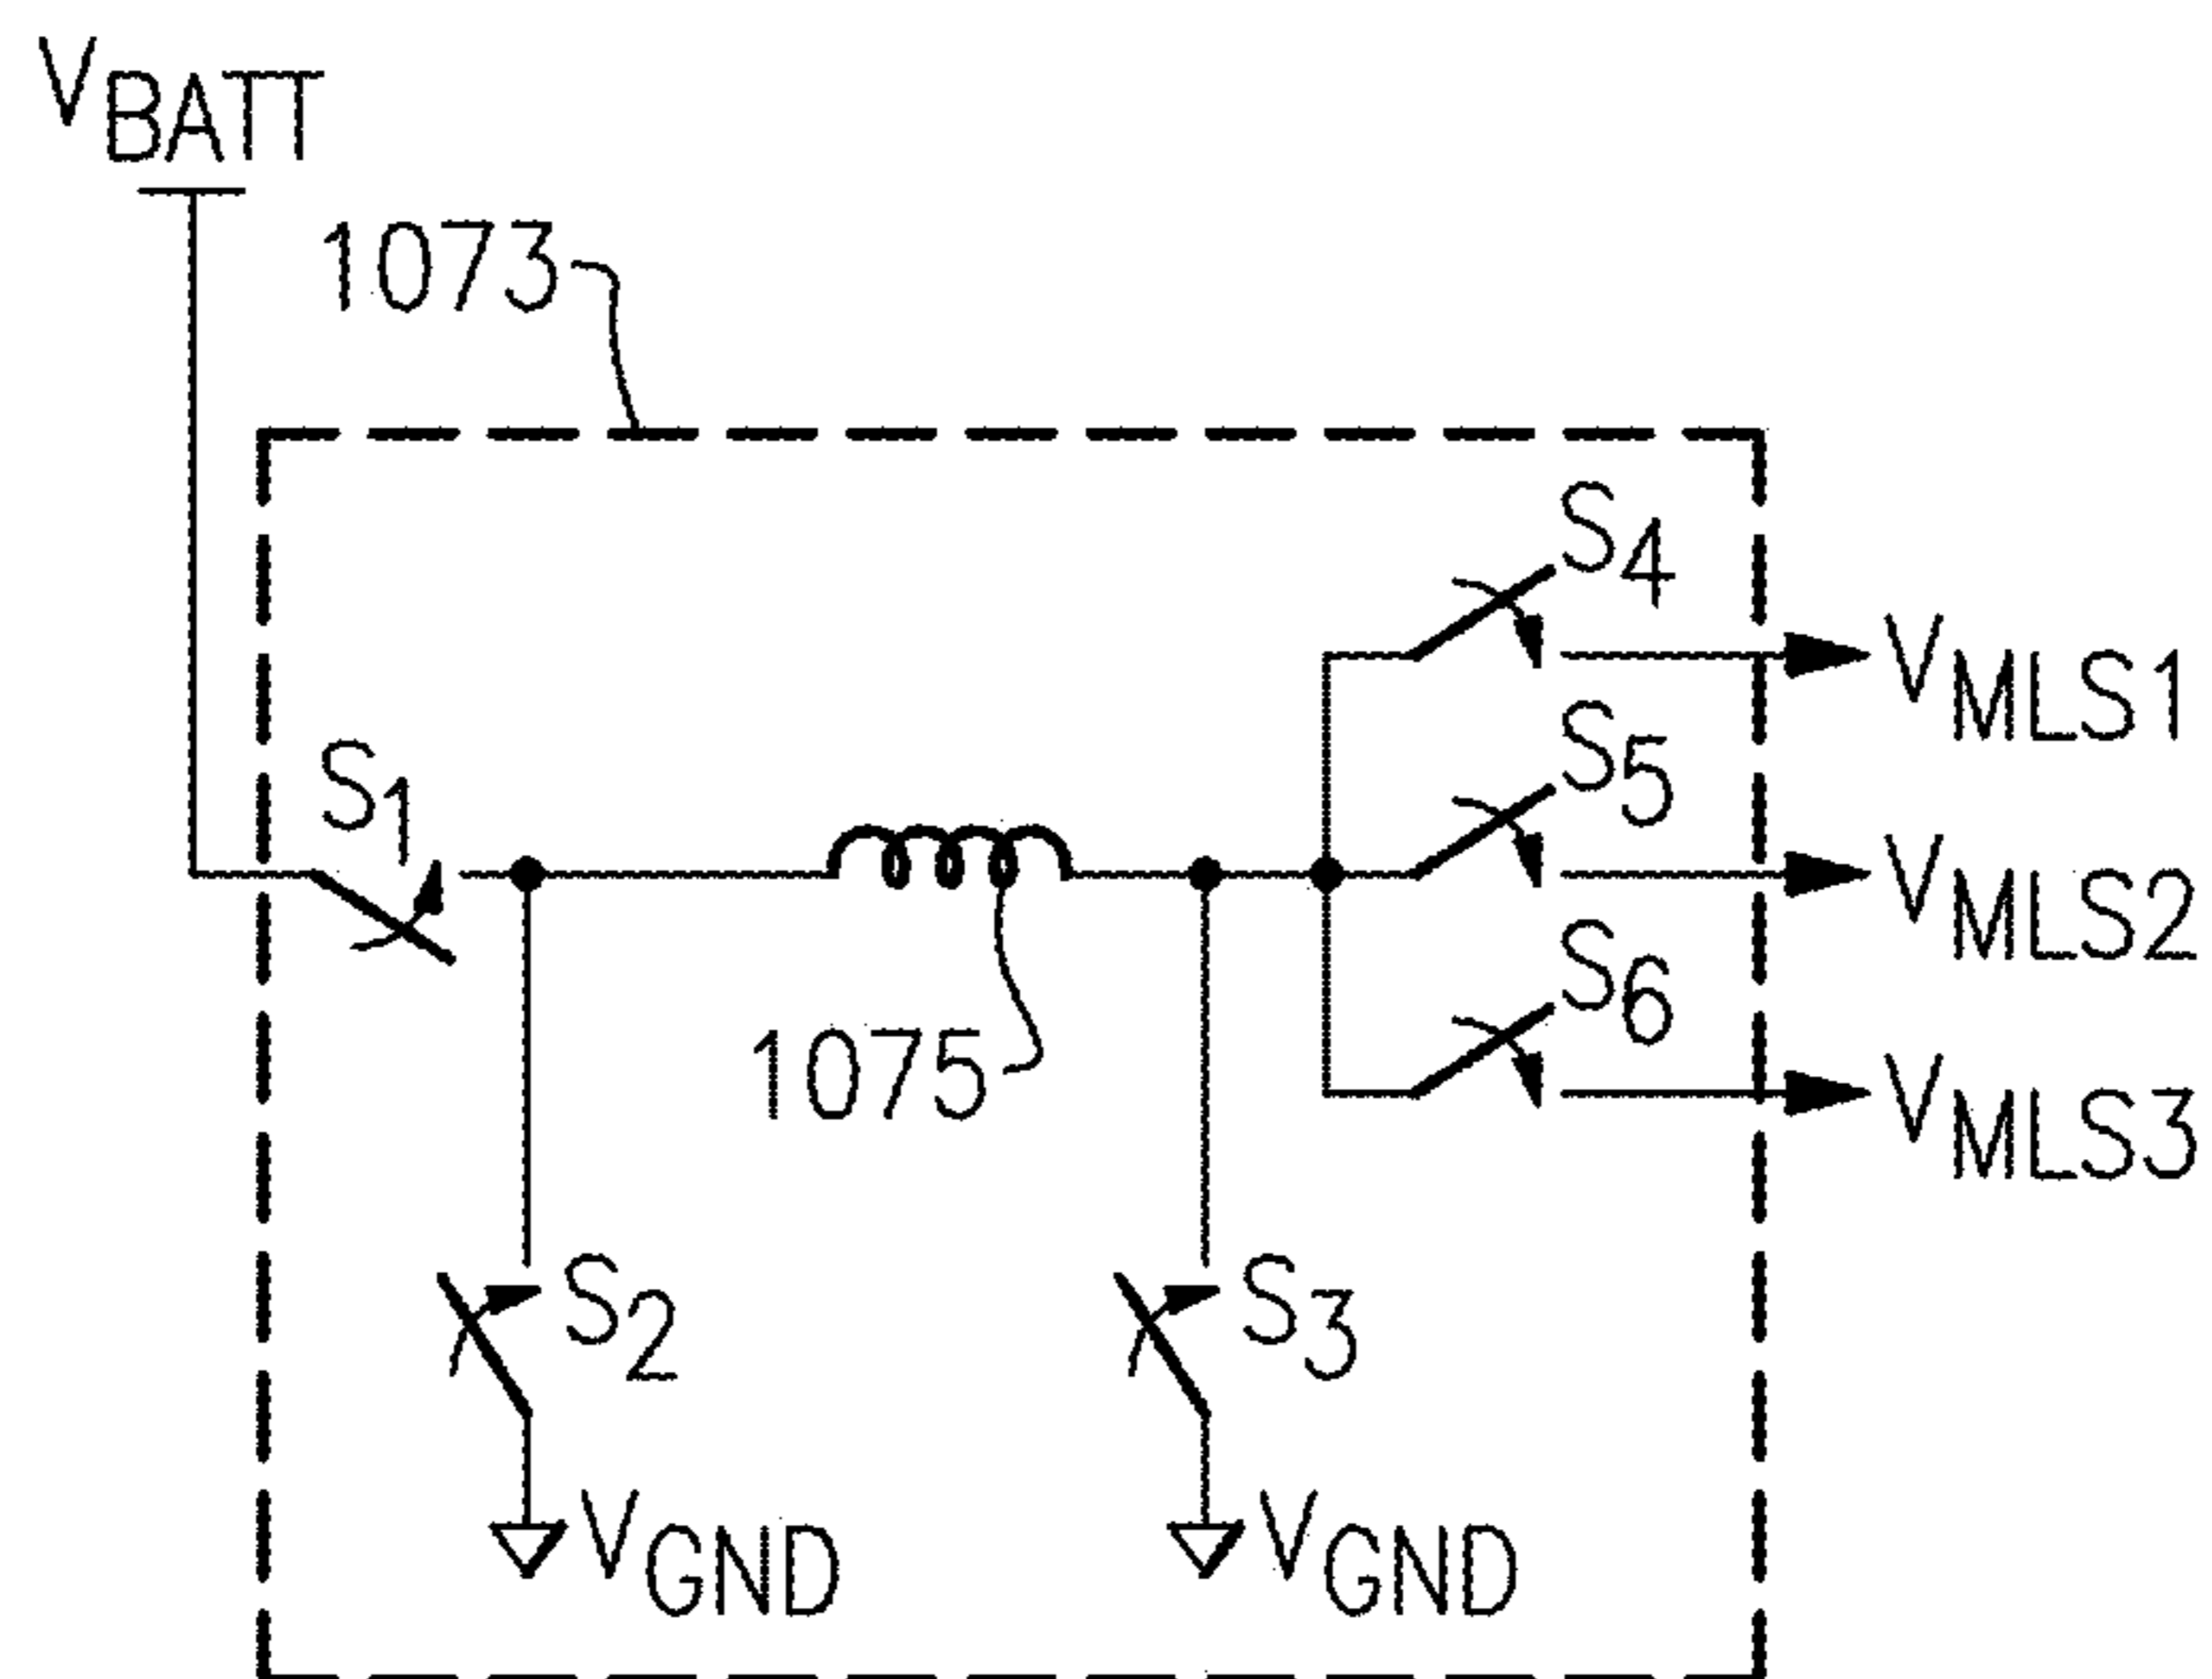 VBATT
1073
S4
VMLS1
S5
S1
VMLS2
S6
1075
VMLS3
S2
S3
VGND
VGND